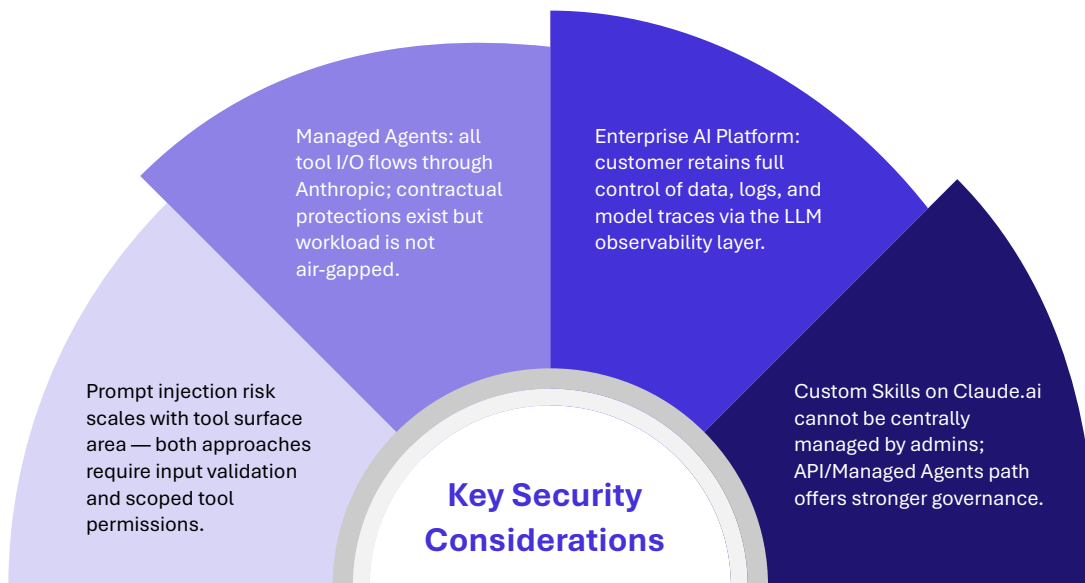 Prompt injection risk
scales with tool surface
area — both approaches
require input validation
and scoped tool
permissions.
Managed Agents: all
tool I/O flows through
Anthropic; contractual
protections exist but
workload is not
air-gapped.
Enterprise AI Platform:
customer retains full
control of data, logs, and
model traces via the LLM
observability layer.
Custom Skills on Claude.ai
cannot be centrally
managed by admins;
API/Managed Agents path
offers stronger governance.
Key Security
Considerations